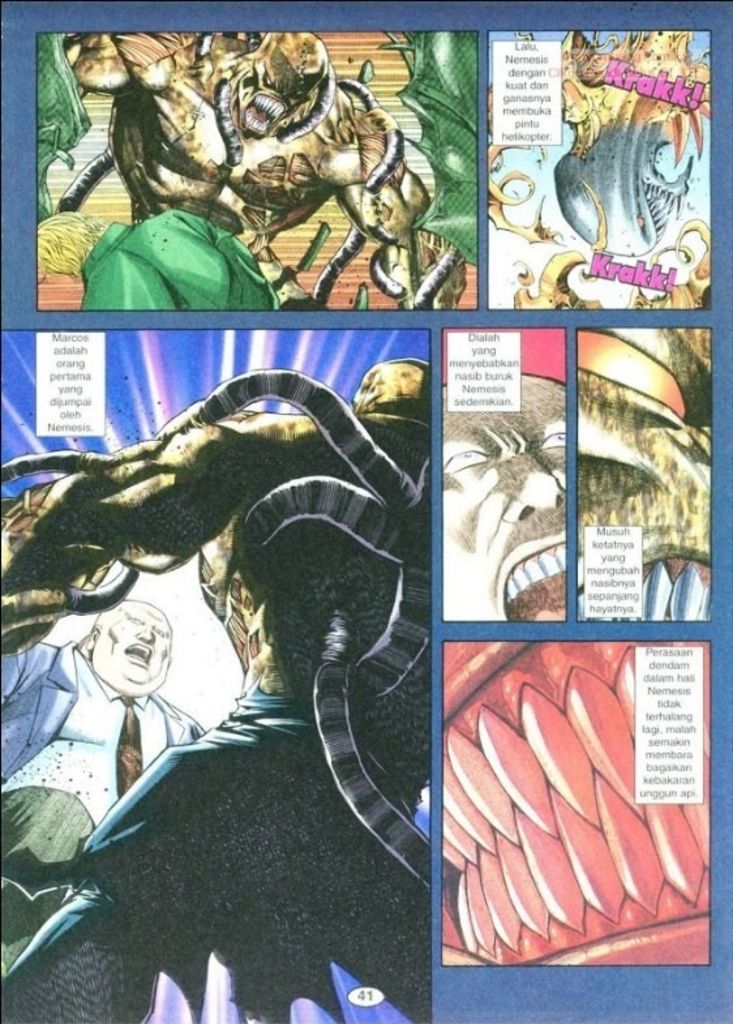 Lalu,
Nemesis
dengan
kuat dan
ganasnya
membuka
pintu
helikopter.
Krakk!
Krakk!
Marcos
adalah
orang
pertama
yang
dijumpai
oleh
Nemesis.
Dialah
yang
menyebabkan
nasib buruk
Nemesis
sedemikian.
Musuh
ketatnya
yang
mengubah
nasibnya
sepanjang
hayatnya.
Perasaan
dendam
dalam hati
Nemesis
tidak
terhalang
lagi, malah
semakin
membara
bagaikan
kebakaran
unggun api.
41